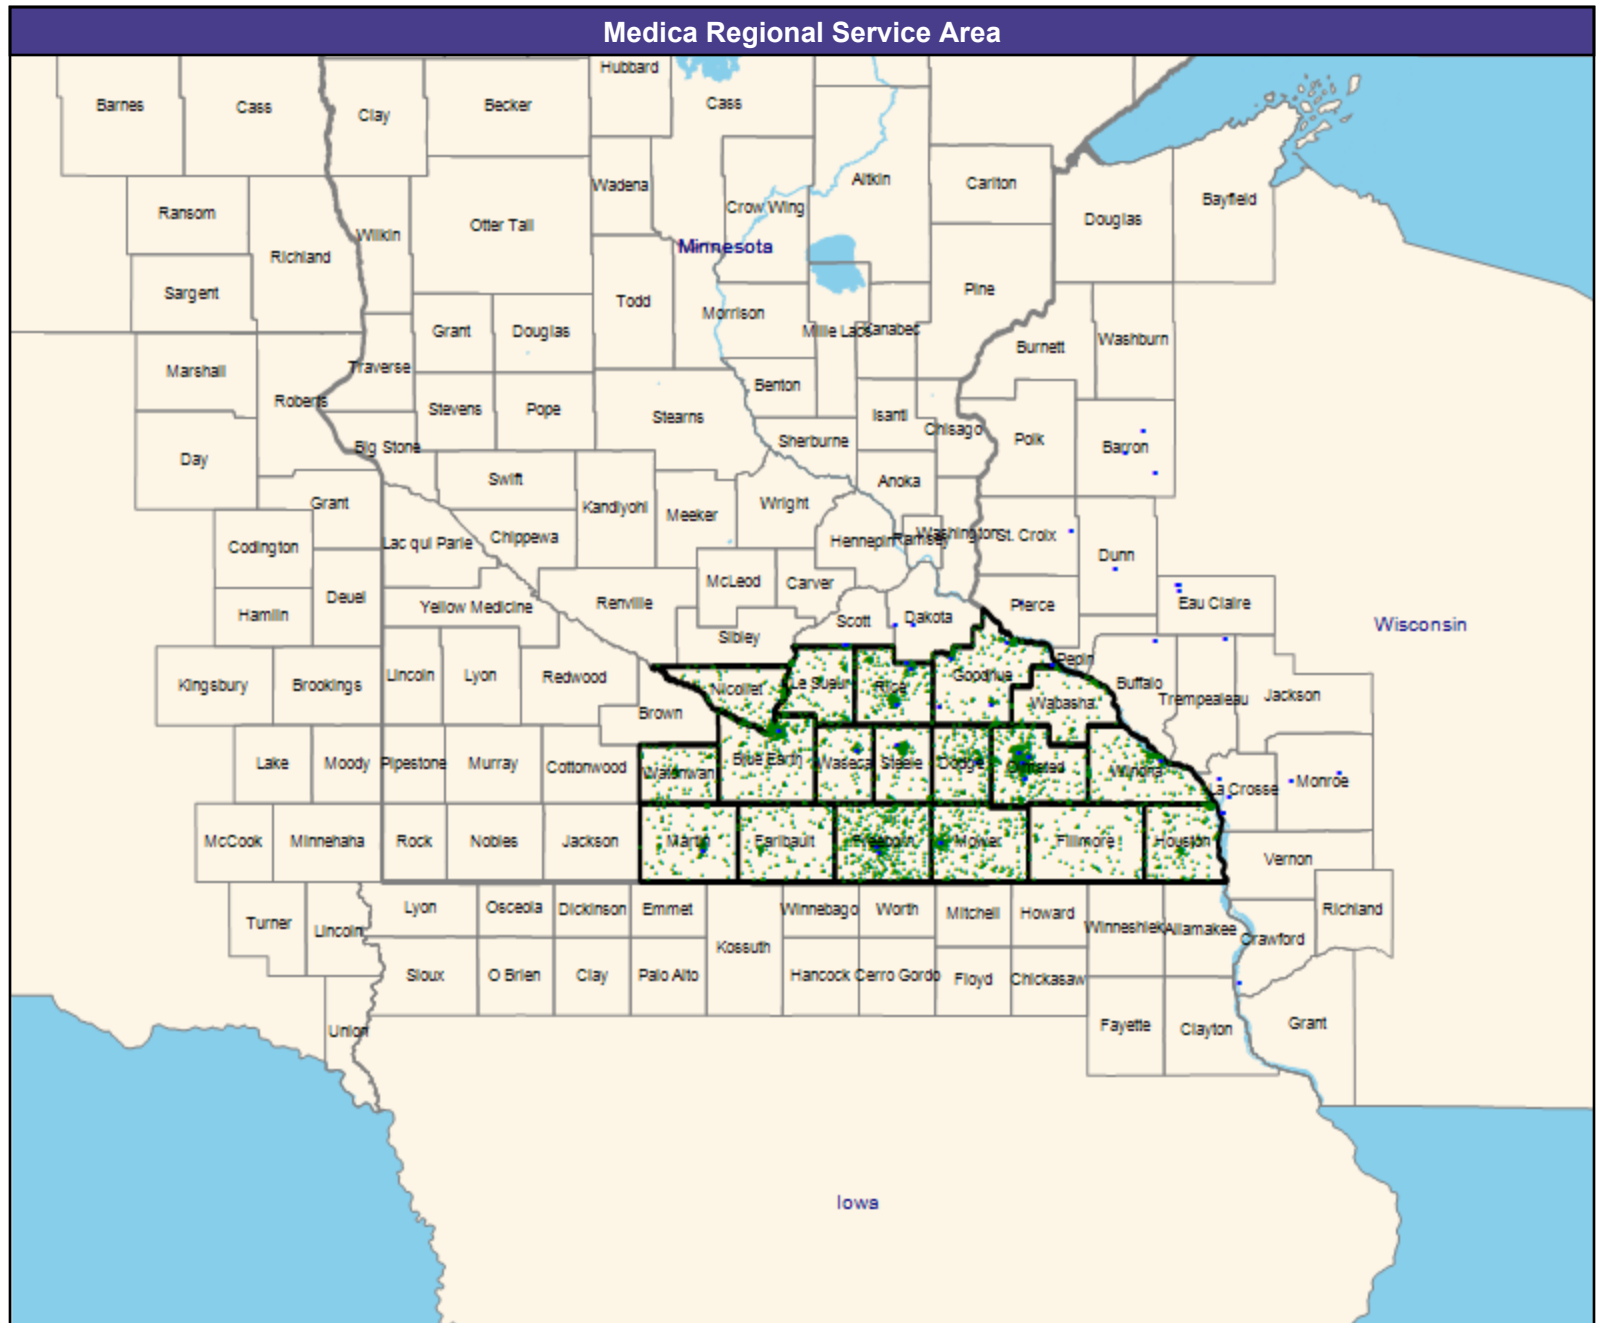 Medica Regional Service Area
Hubbard
Barnes
Cass
Clay
Becker
Cass
Wadena
Aitkin
Carlton
Ransom
Crow Wing
Douglas
Bayfield
Otter Tail
Wilkin
Minnesota
Richland
Sargent
Todd
Pine
Morrison
Grant
Douglas
Mille Lacs
Kanabec
Burnett
Washburn
Marshall
Traverse
Benton
Roberts
Stevens
Pope
Stearns
Isanti
Chisago
Polk
Barron
Sherburne
Big Stone
Day
Swift
Anoka
Grant
Kandiyohi
Meeker
Wright
Codington
Lac qui Parle
Chippewa
Hennepin
Ramsey
Washington
St. Croix
Dunn
McLeod
Carver
Deuel
Yellow Medicine
Renville
Pierce
Eau Claire
Hamlin
Scott
Dakota
Wisconsin
Sibley
Pepin
Kingsbury
Brookings
Lincoln
Lyon
Redwood
Nicollet
Le Sueur
Rice
Goodhue
Buffalo
Trempealeau
Jackson
Brown
Wabasha
Lake
Moody
Pipestone
Murray
Cottonwood
Watonwan
Blue Earth
Waseca
Steele
Dodge
Olmsted
Winona
La Crosse
Monroe
McCook
Minnehaha
Rock
Nobles
Jackson
Martin
Faribault
Freeborn
Mower
Fillmore
Houston
Vernon
Turner
Lincoln
Lyon
Osceola
Dickinson
Emmet
Winnebago
Worth
Mitchell
Howard
Winneshiek
Allamakee
Crawford
Richland
Kossuth
Sioux
O Brien
Clay
Palo Alto
Hancock
Cerro Gordo
Floyd
Chickasaw
Union
Fayette
Clayton
Grant
Iowa